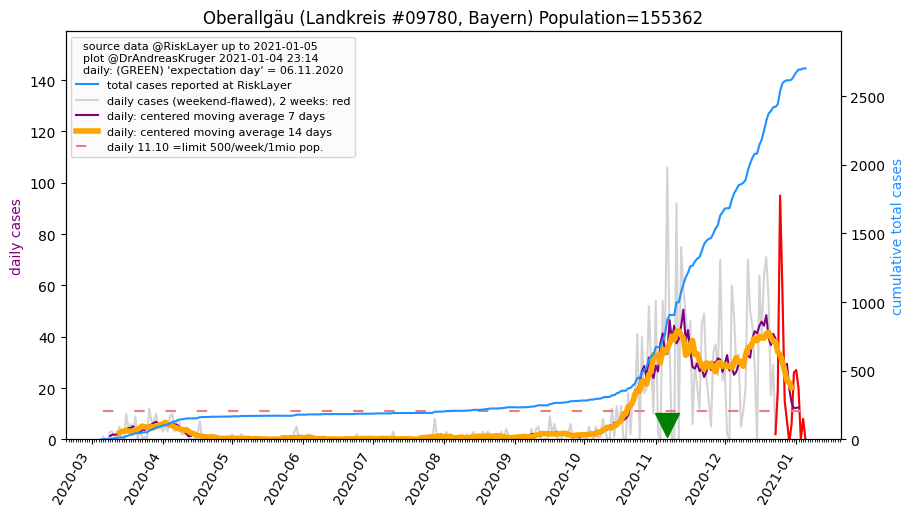 Oberallgäu (Landkreis #09780, Bayern) Population=155362
source data @RiskLayer up to 2021-01-05
plot @DrAndreasKruger 2021-01-04 23:14
daily: (GREEN) 'expectation day' = 06.11.2020
total cases reported at RiskLayer
daily cases (weekend-flawed), 2 weeks: red
daily: centered moving average 7 days
daily: centered moving average 14 days
daily 11.10 =limit 500/week/1mio pop.
daily cases
140
120
100
80
60
40
20
0
cumulative total cases
2500
2000
1500
1000
500
0
2020-03
2020-04
2020-05
2020-06
2020-07
2020-08
2020-09
2020-10
2020-11
2020-12
2021-01